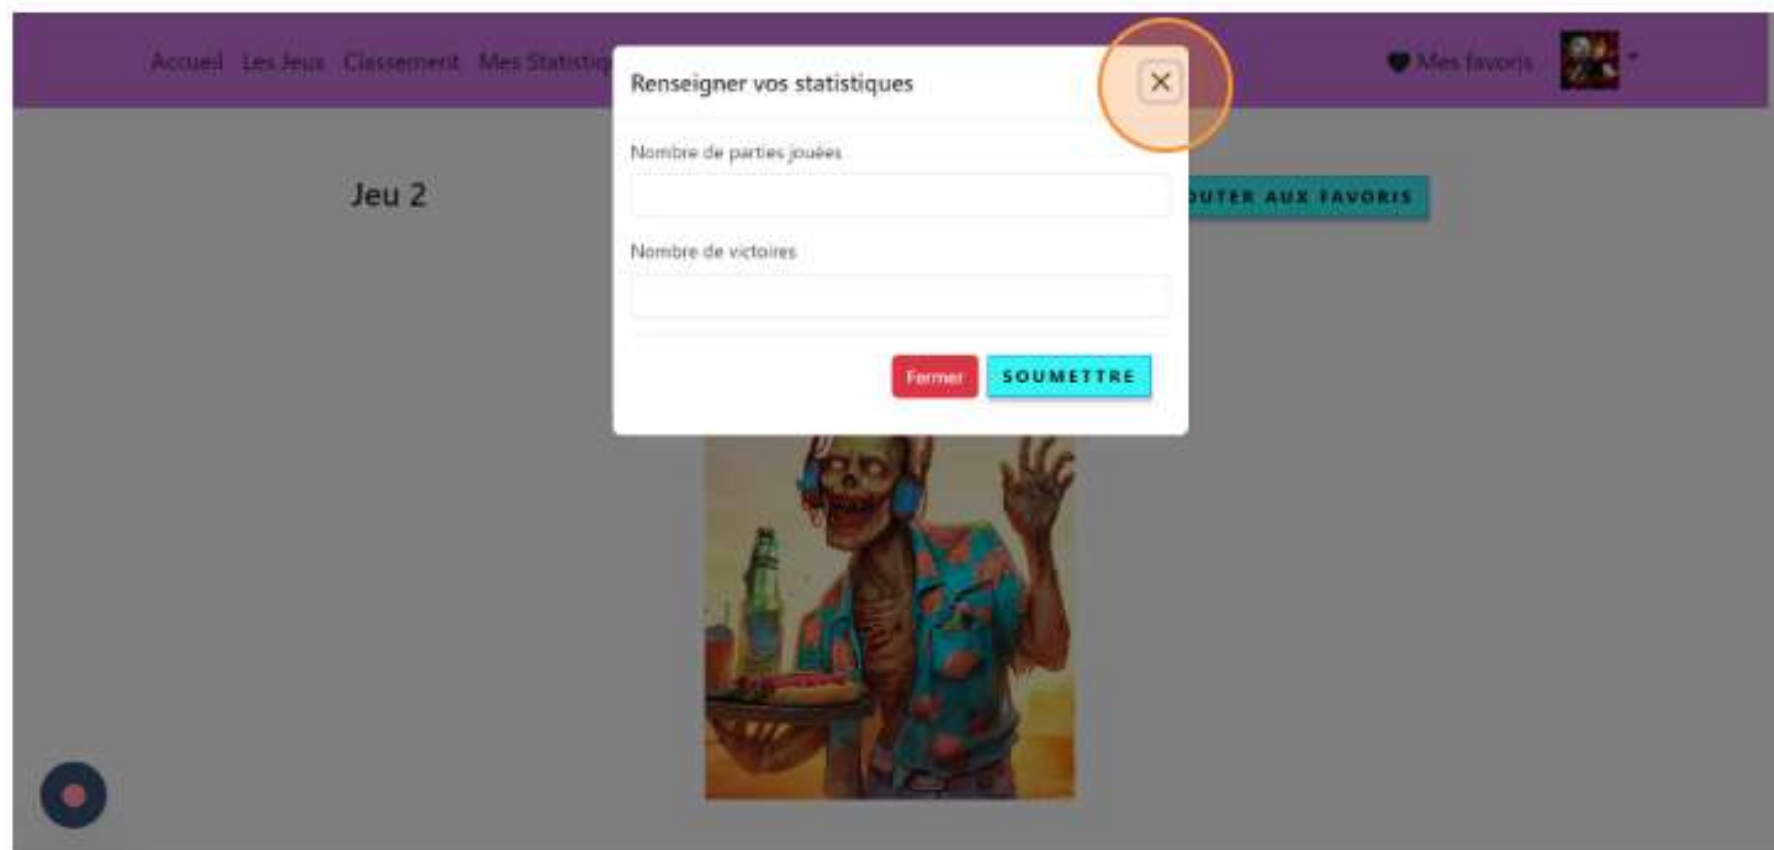 Accueil Les Jeux Classement Mes Statistiq
Mes favoris
Renseigner vos statistiques
Nombre de parties jouées
Jeu 2
OUTER AUX FAVORIS
Nombre de victoires
Fermer
SOUMETTRE